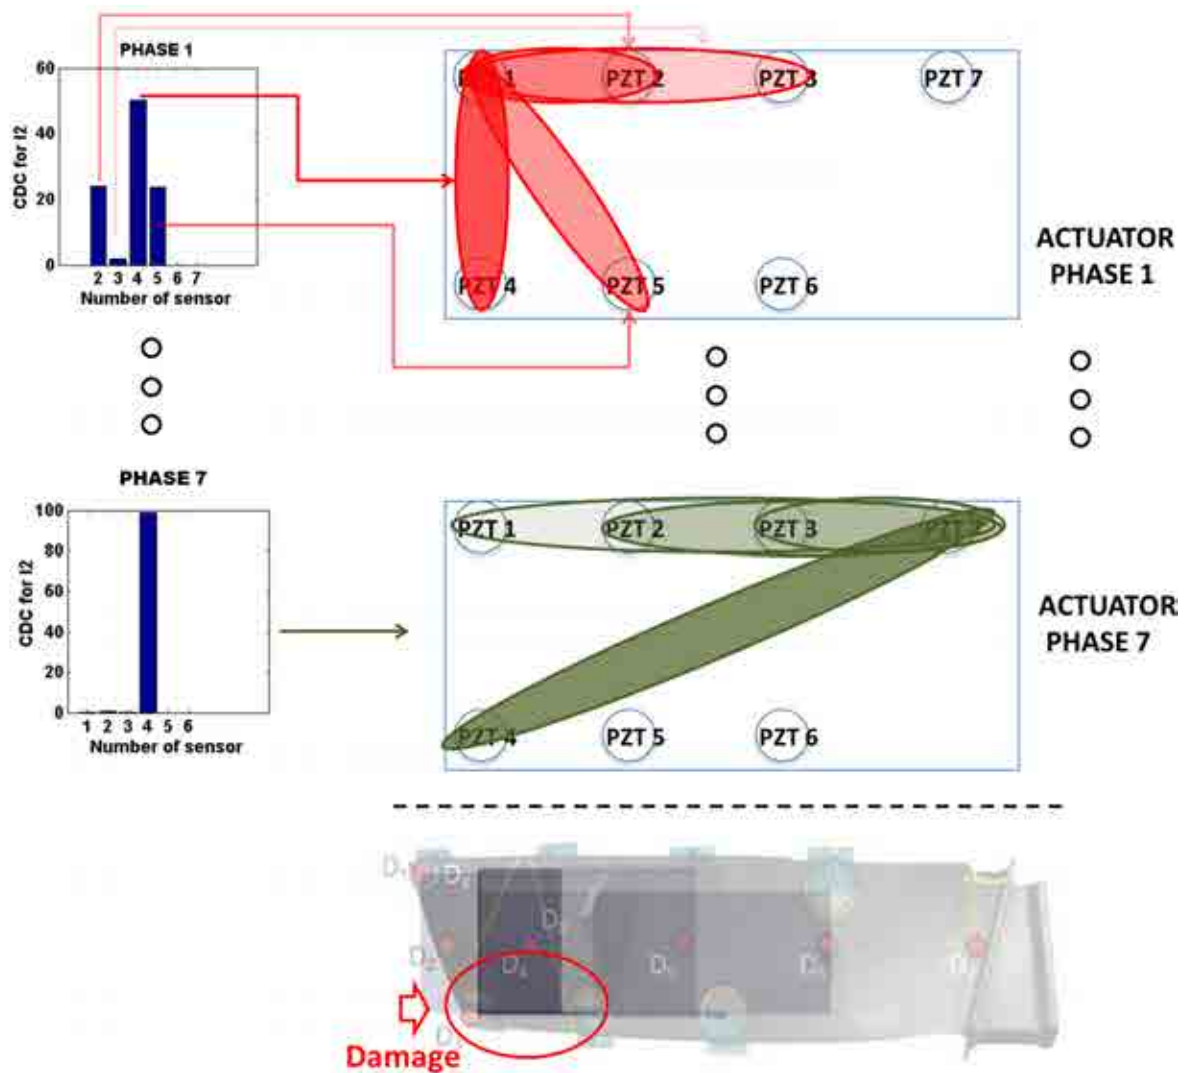 PHASE 1
60
40
20
0
CDC for I2
2 3 4 5 6 7
Number of sensor
PZT 2
PZT 3
PZT 7
PZT 4
PZT 5
PZT 6
ACTUATOR
PHASE 1
PHASE 7
100
80
60
40
20
0
CDC for I2
1 2 3 4 5 6
Number of sensor
PZT 1
PZT 2
PZT 3
PZT 4
PZT 5
PZT 6
ACTUATOR
PHASE 7
Damage